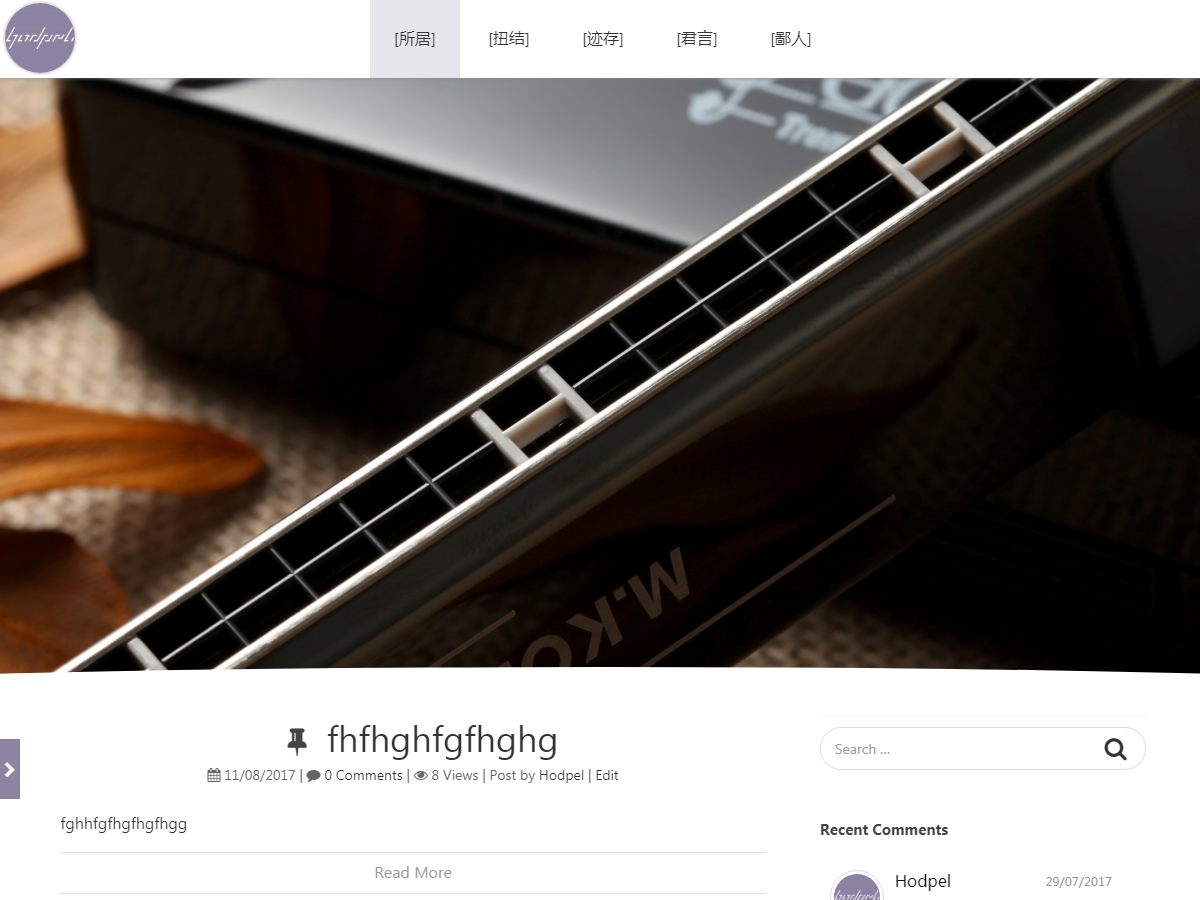 [所居] [扭结] [迹存] [君言] [鄙人]
M.KO
fhfhghfgfhghg
11/08/2017 | 0 Comments | 8 Views | Post by Hodpel | Edit
fghhfgfhgfhgfhgg
Read More
Search ...
Recent Comments
Hodpel 29/07/2017